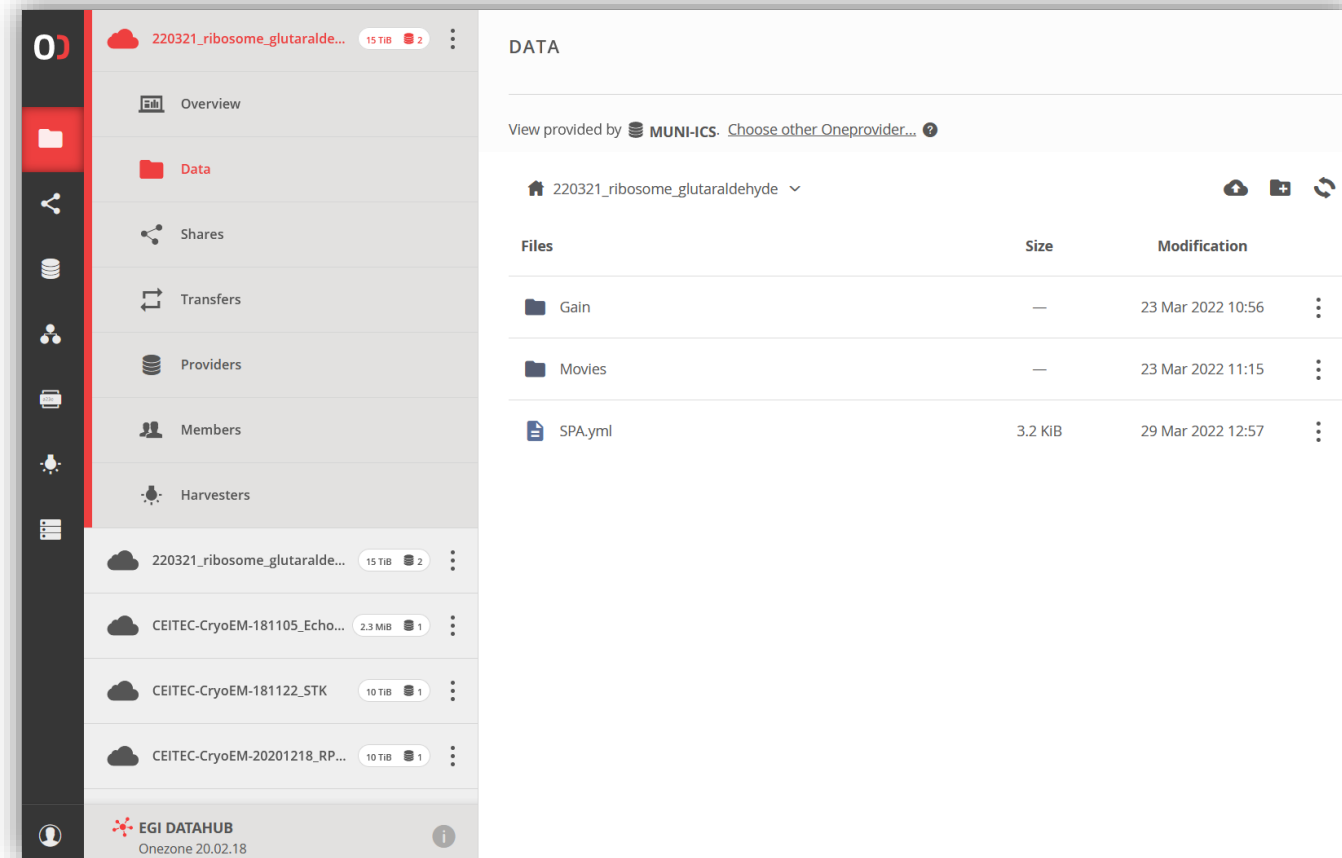 220321_ribosome_glutaralde... 15 TiB 2
Overview
Data
Shares
Transfers
Providers
Members
Harvesters
220321_ribosome_glutaralde... 15 TiB 2
CEITEC-CryoEM-181105_Echo... 2.3 MiB 1
CEITEC-CryoEM-181122_STK 10 TiB 1
CEITEC-CryoEM-20201218_RP... 10 TiB 1
EGI DATAHUB
Onezone 20.02.18
DATA
View provided by MUNI-ICS. Choose other Oneprovider... ?
220321_ribosome_glutaraldehyde
Files Size Modification
Gain — 23 Mar 2022 10:56
Movies — 23 Mar 2022 11:15
SPA.yml 3.2 KiB 29 Mar 2022 12:57